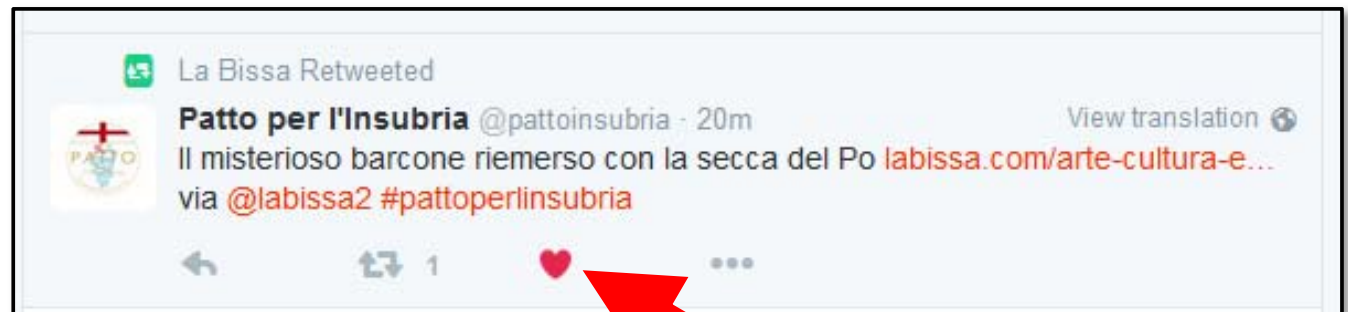 La Bissa Retweeted
Patto per l'Insubria @pattoinsubria · 20m View translation
Il misterioso barcone riemerso con la secca del Po labissa.com/arte-cultura-e...
via @labissa2 #pattoperlinsubria
1
PATTO